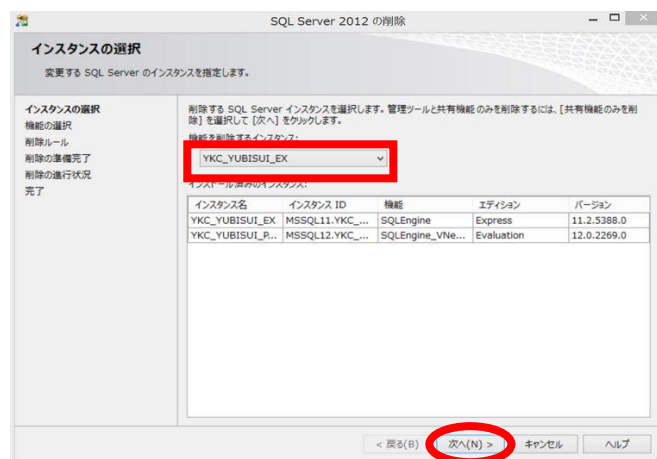 SQL Server 2012 の削除
インスタンスの選択
変更する SQL Server のインスタンスを指定します。
インスタンスの選択
機能の選択
削除ルール
削除の準備完了
削除の進行状況
完了
削除する SQL Server インスタンスを選択します。管理ツールと共有機能のみを削除するには、[共有機能のみを削
除] を選択して [次へ] をクリックします。
機能を削除するインスタンス:
YKC_YUBISUI_EX
インストール済みのインスタンス:
インスタンス名 インスタンス ID 機能 エディション バージョン
YKC_YUBISUI_EX MSSQL11.YKC_... SQLEngine Express 11.2.5388.0
YKC_YUBISUI_P... MSSQL12.YKC_... SQLEngine_VNe... Evaluation 12.0.2269.0
< 戻る(B) 次へ(N) > キャンセル ヘルプ